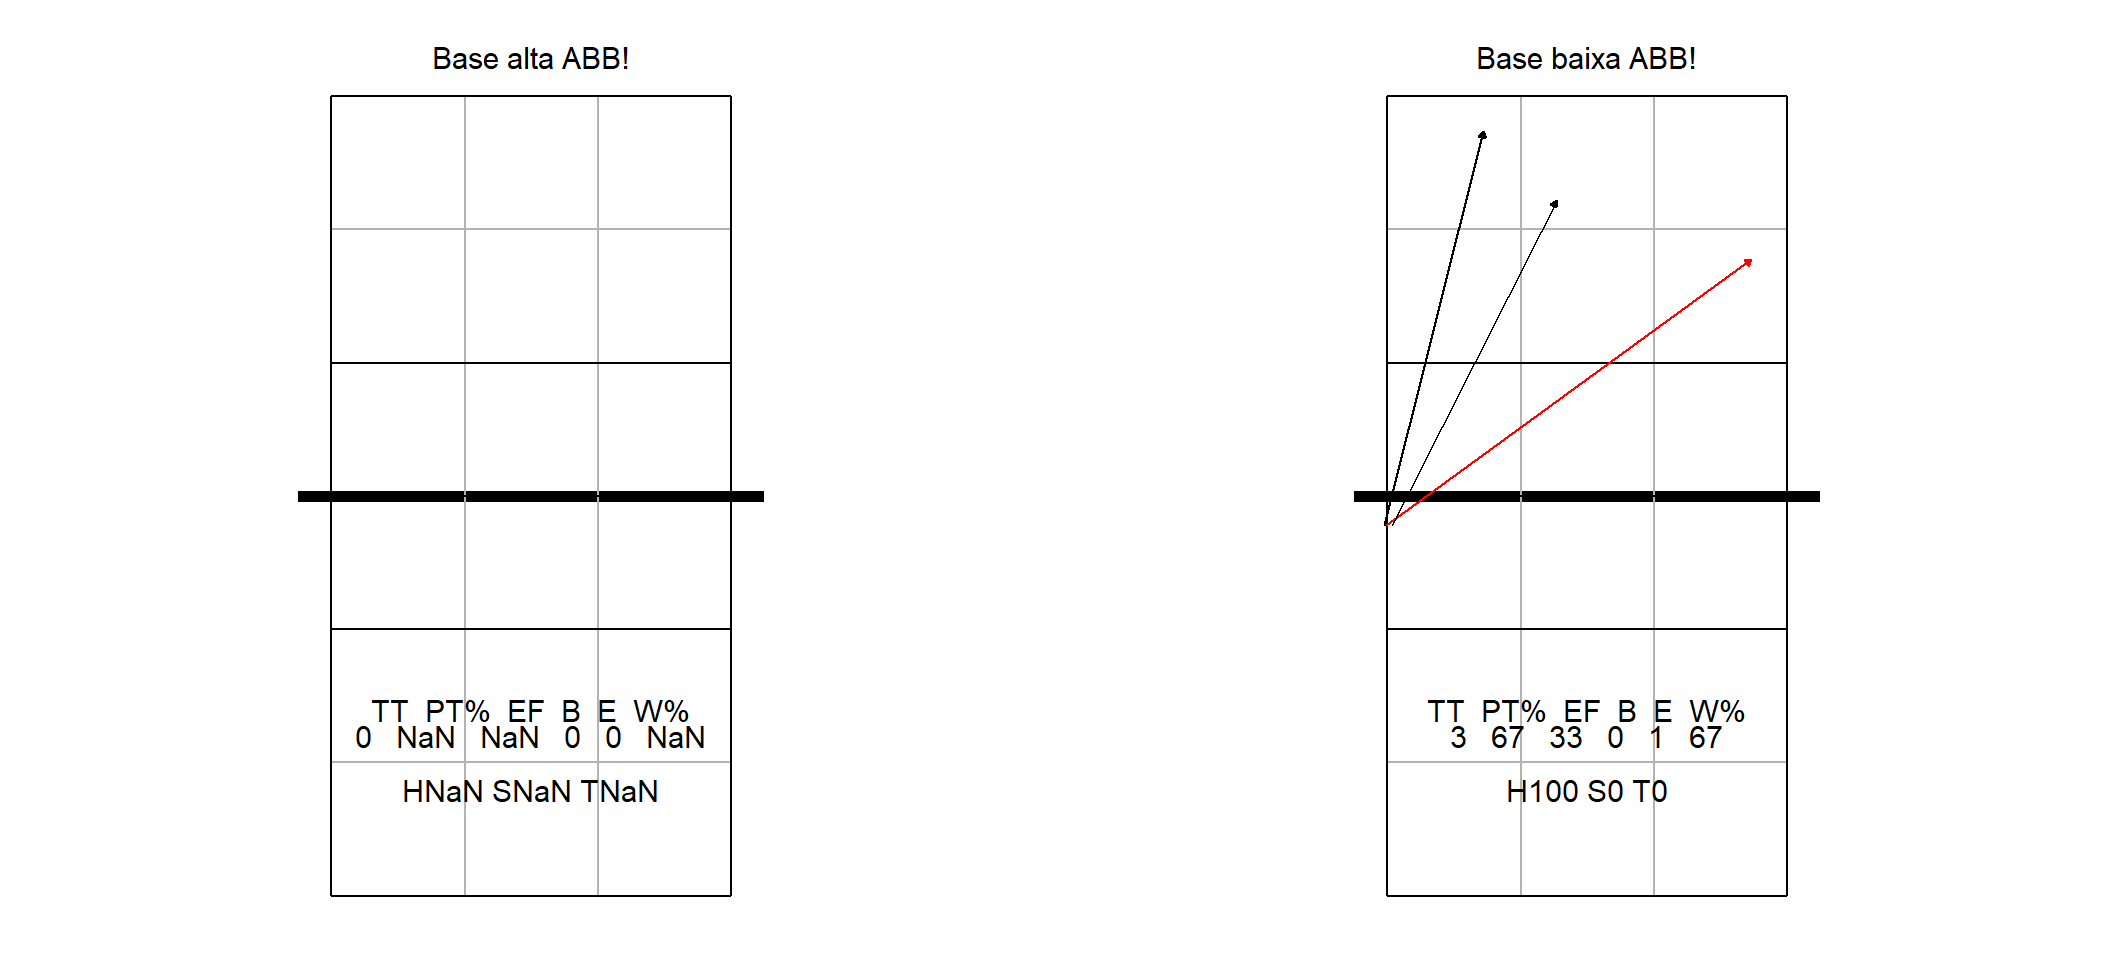 Base alta ABB!
TT PT% EF B E W%
0 NaN NaN 0 0 NaN
HNaN SNaN TNaN
Base baixa ABB!
TT PT% EF B E W%
3 67 33 0 1 67
H100 S0 T0